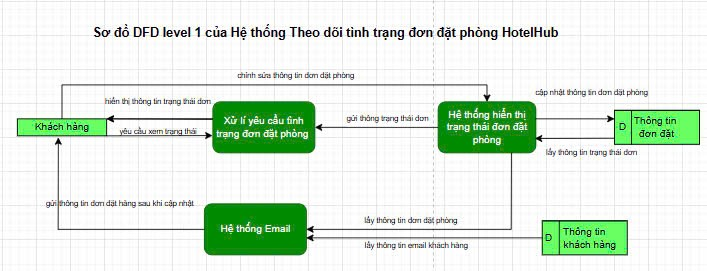 Sơ đồ DFD level 1 của Hệ thống Theo dõi tình trạng đơn đặt phòng HotelHub
chỉnh sửa thông tin đơn đặt phòng
hiển thị thông tin trạng thái đơn
cập nhật thông tin đơn đặt phòng
Khách hàng
Xử lí yêu cầu tình
trạng đơn đặt phòng
gửi thông trạng thái đơn
Hệ thống hiển thị
trạng thái đơn đặt
phòng
D
Thông tin
đơn đặt
yêu cầu xem trạng thái
lấy thông tin trạng thái đơn
gửi thông tin đơn đặt hàng sau khi cập nhật
Hệ thống Email
lấy thông tin đơn đặt phòng
lấy thông tin email khách hàng
D
Thông tin
khách hàng